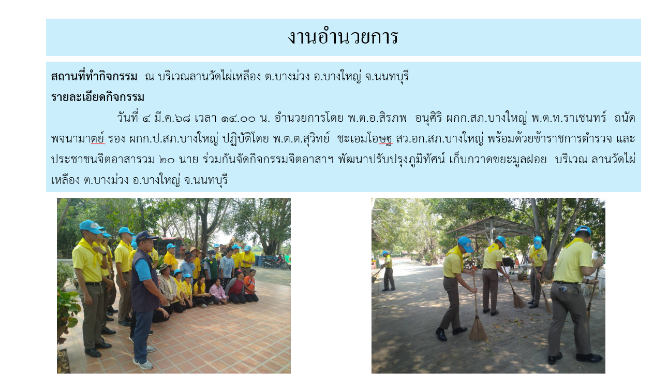 งานอำนวยการ
สถานที่ทำกิจกรรม ณ บริเวณลานวัดไผ่เหลือง ต.บางม่วง อ.บางใหญ่ จ.นนทบุรี
รายละเอียดกิจกรรม
วันที่ ๔ มี.ค.๖๘ เวลา ๑๔.๐๐ น. อำนวยการโดย พ.ต.อ.สิรภพ อนุศิริ ผกก.สภ.บางใหญ่ พ.ต.ท.ราเชนทร์ ถนัด
พจนามาตย์ รอง ผกก.ป.สภ.บางใหญ่ ปฏิบัติโดย พ.ต.ต.สุวิทย์ ชะเอมโอษฐ สว.อก.สภ.บางใหญ่ พร้อมด้วยข้าราชการตำรวจ และ
ประชาชนจิตอาสารวม ๒๐ นาย ร่วมกันจัดกิจกรรมจิตอาสาฯ พัฒนาปรับปรุงภูมิทัศน์ เก็บกวาดขยะมูลฝอย บริเวณ ลานวัดไผ่
เหลือง ต.บางม่วง อ.บางใหญ่ จ.นนทบุรี